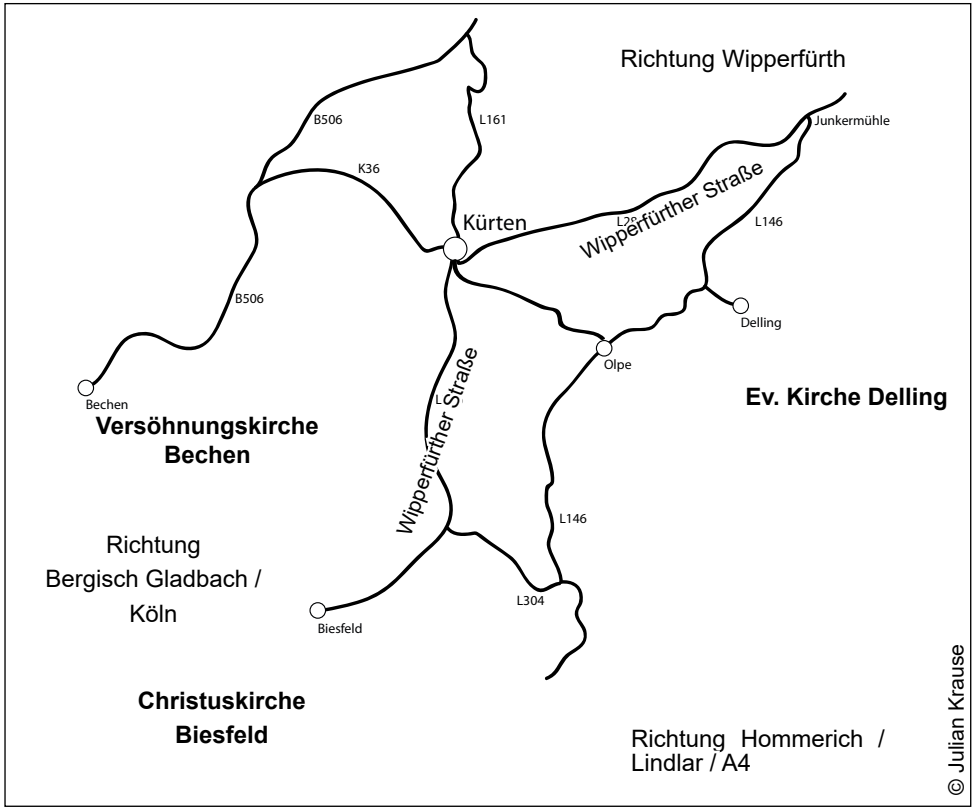 Richtung Wipperfürth
B506
L161
Junkermühle
K36
Wipperfürther Straße
L146
Kürten
B506
Delling
Olpe
Bechen
Ev. Kirche Delling
Versöhnungskirche
Bechen
Wipperfürther Straße
L146
Richtung
Bergisch Gladbach /
Köln
L304
Biesfeld
Christuskirche
Biesfeld
Richtung Hommerich /
Lindlar / A4
© Julian Krause